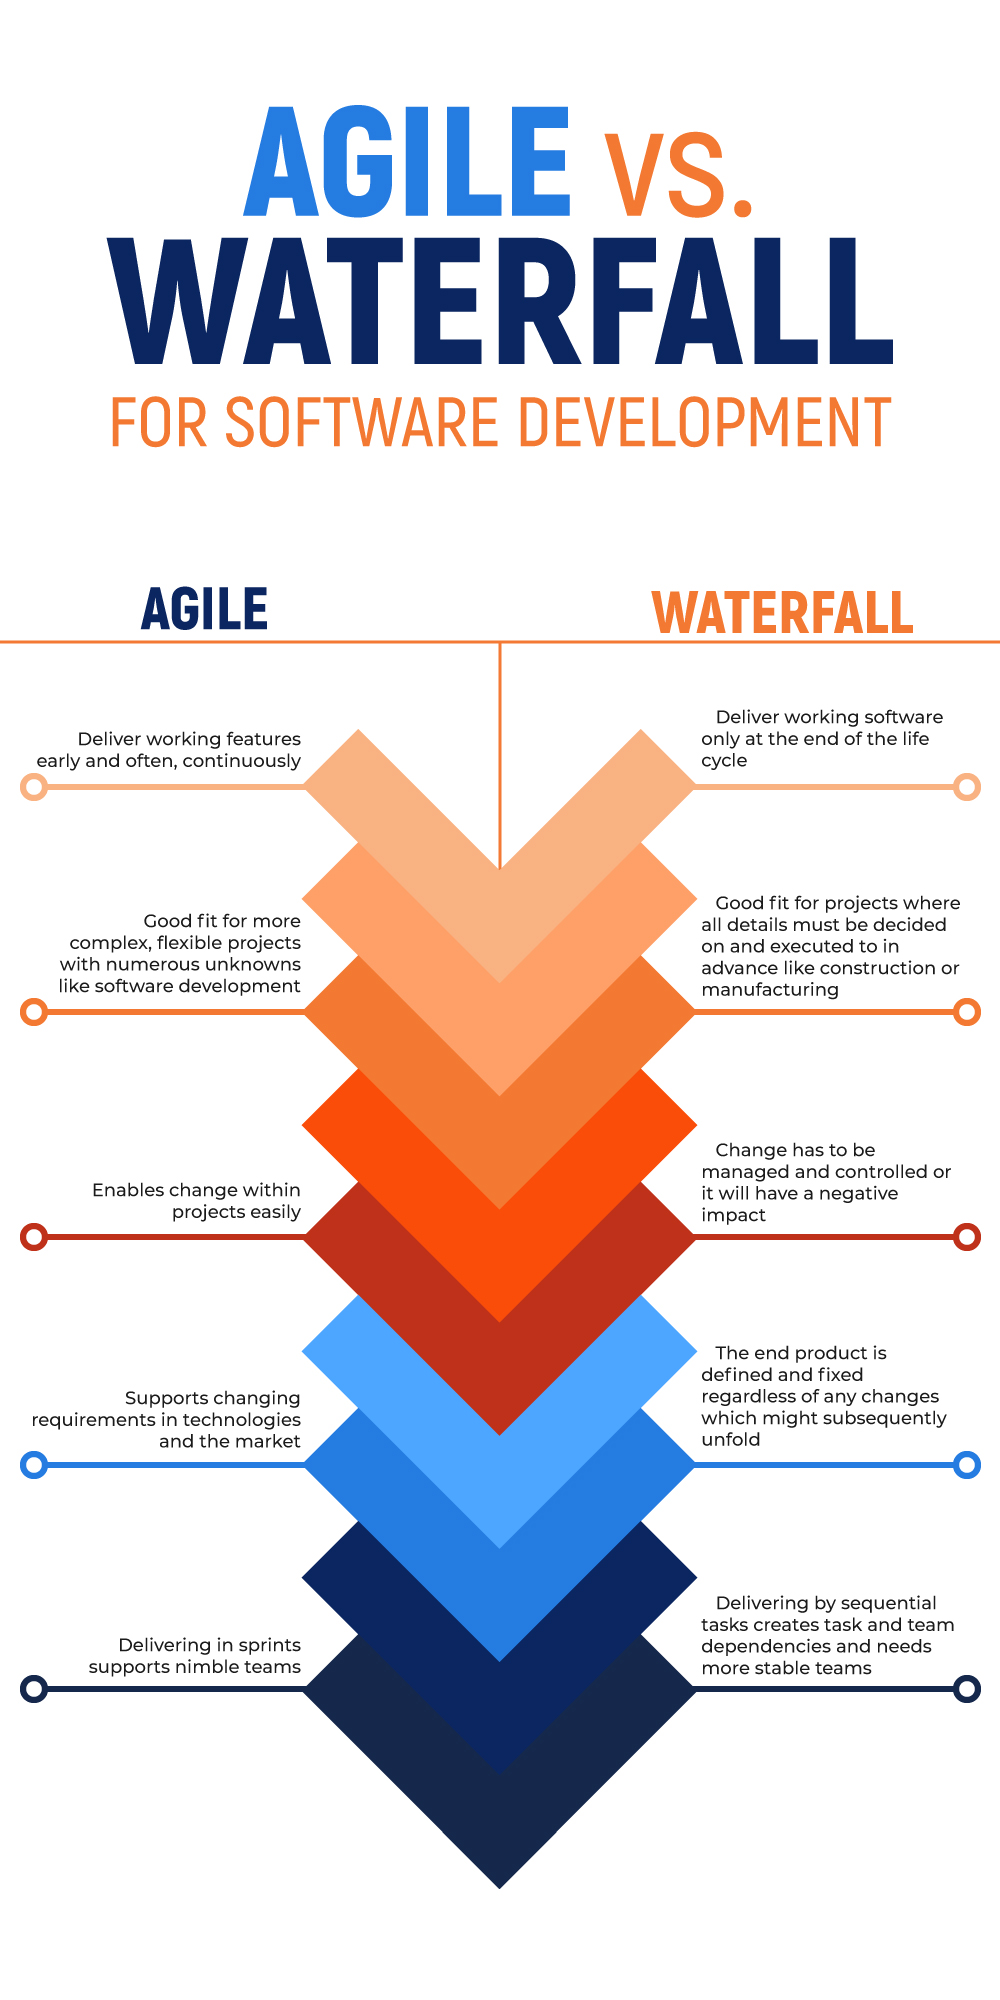 AGILE VS.
WATERFALL
FOR SOFTWARE DEVELOPMENT
AGILE
WATERFALL
Deliver working features
early and often, continuously
Deliver working software
only at the end of the life
cycle
Good fit for more
complex, flexible projects
with numerous unknowns
like software development
Good fit for projects where
all details must be decided
on and executed to in
advance like construction or
manufacturing
Enables change within
projects easily
Change has to be
managed and controlled or
it will have a negative
impact
Supports changing
requirements in technologies
and the market
The end product is
defined and fixed
regardless of any changes
which might subsequently
unfold
Delivering in sprints
supports nimble teams
Delivering by sequential
tasks creates task and team
dependencies and needs
more stable teams